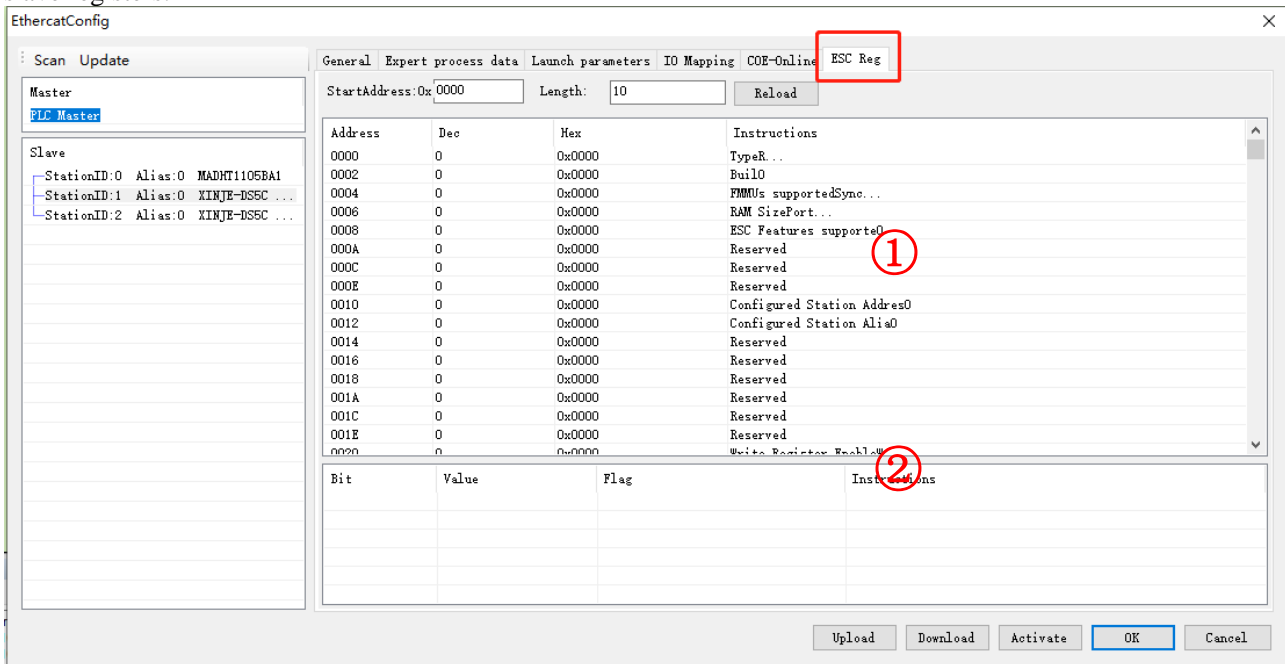 EthercatConfig
Scan Update
General Expert process data Launch parameters IO Mapping COE-Online ESC Reg
Master
PLC Master
StartAddress:0x 0000 Length: 10 Reload
Slave
StationID:0 Alias:0 MADHT1105BA1
StationID:1 Alias:0 XINJE-DS5C ...
StationID:2 Alias:0 XINJE-DS5C ...
Address Dec Hex Instructions
0000 0 0x0000 TypeR...
0002 0 0x0000 Buil0
0004 0 0x0000 FMMUs supportedSync...
0006 0 0x0000 RAM SizePort...
0008 0 0x0000 ESC Features supporte0
000A 0 0x0000 Reserved
①
000C 0 0x0000 Reserved
000E 0 0x0000 Reserved
0010 0 0x0000 Configured Station Addres0
0012 0 0x0000 Configured Station Alia0
0014 0 0x0000 Reserved
0016 0 0x0000 Reserved
0018 0 0x0000 Reserved
001A 0 0x0000 Reserved
001C 0 0x0000 Reserved
001E 0 0x0000 Reserved
0020 0 0x0000 Write Register Enable
②
Bit Value Flag Instructions
Upload Download Activate OK Cancel